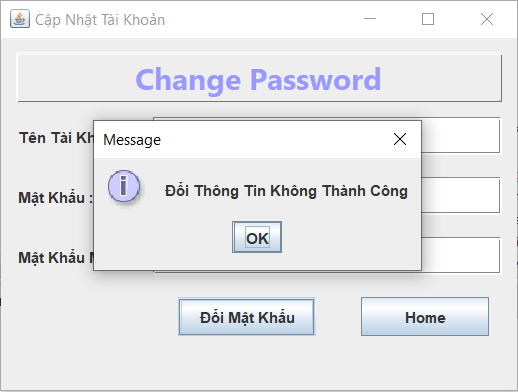 Cập Nhật Tài Khoản
Change Password
Tên Tài Kh
Message
Đổi Thông Tin Không Thành Công
Mật Khẩu :
OK
Mật Khẩu M
Đổi Mật Khẩu
Home